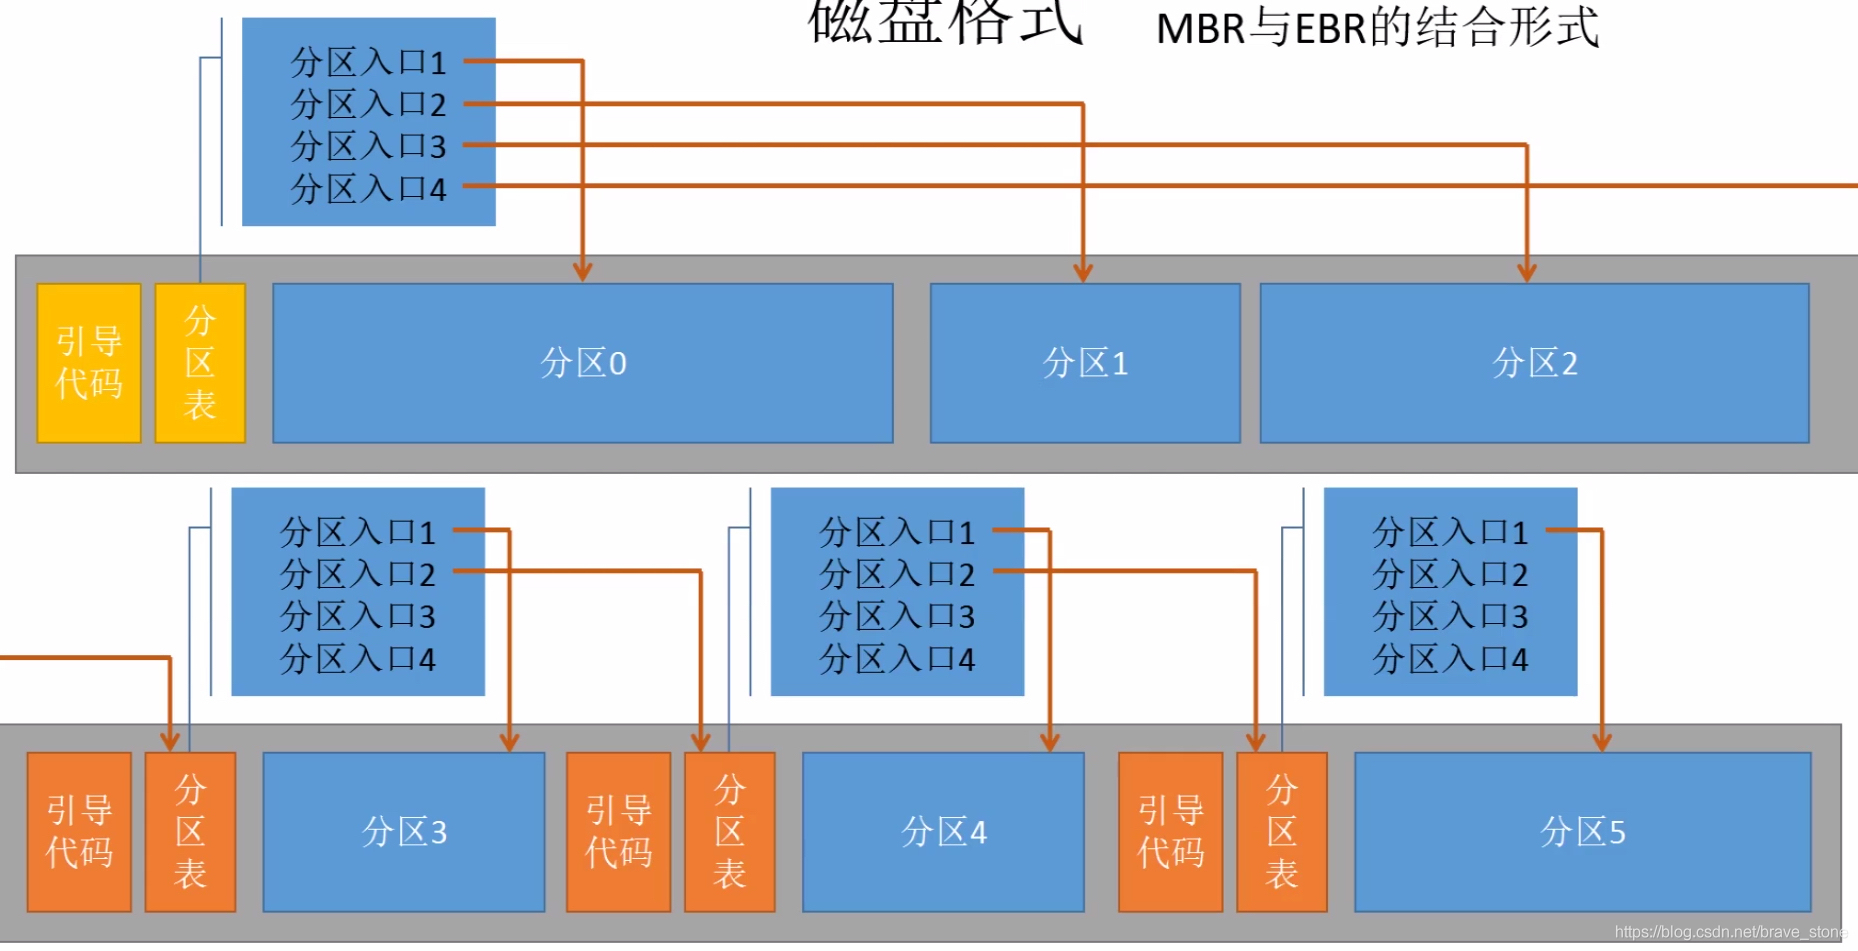 磁盘格式 MBR与EBR的结合形式
分区入口1
分区入口2
分区入口3
分区入口4
引导
代码
分
区
表
分区0
分区1
分区2
分区入口1
分区入口2
分区入口3
分区入口4
分区入口1
分区入口2
分区入口3
分区入口4
分区入口1
分区入口2
分区入口3
分区入口4
引导
代码
分
区
表
分区3
引导
代码
分
区
表
分区4
引导
代码
分
区
表
分区5
https://blog.csdn.net/brave_stone